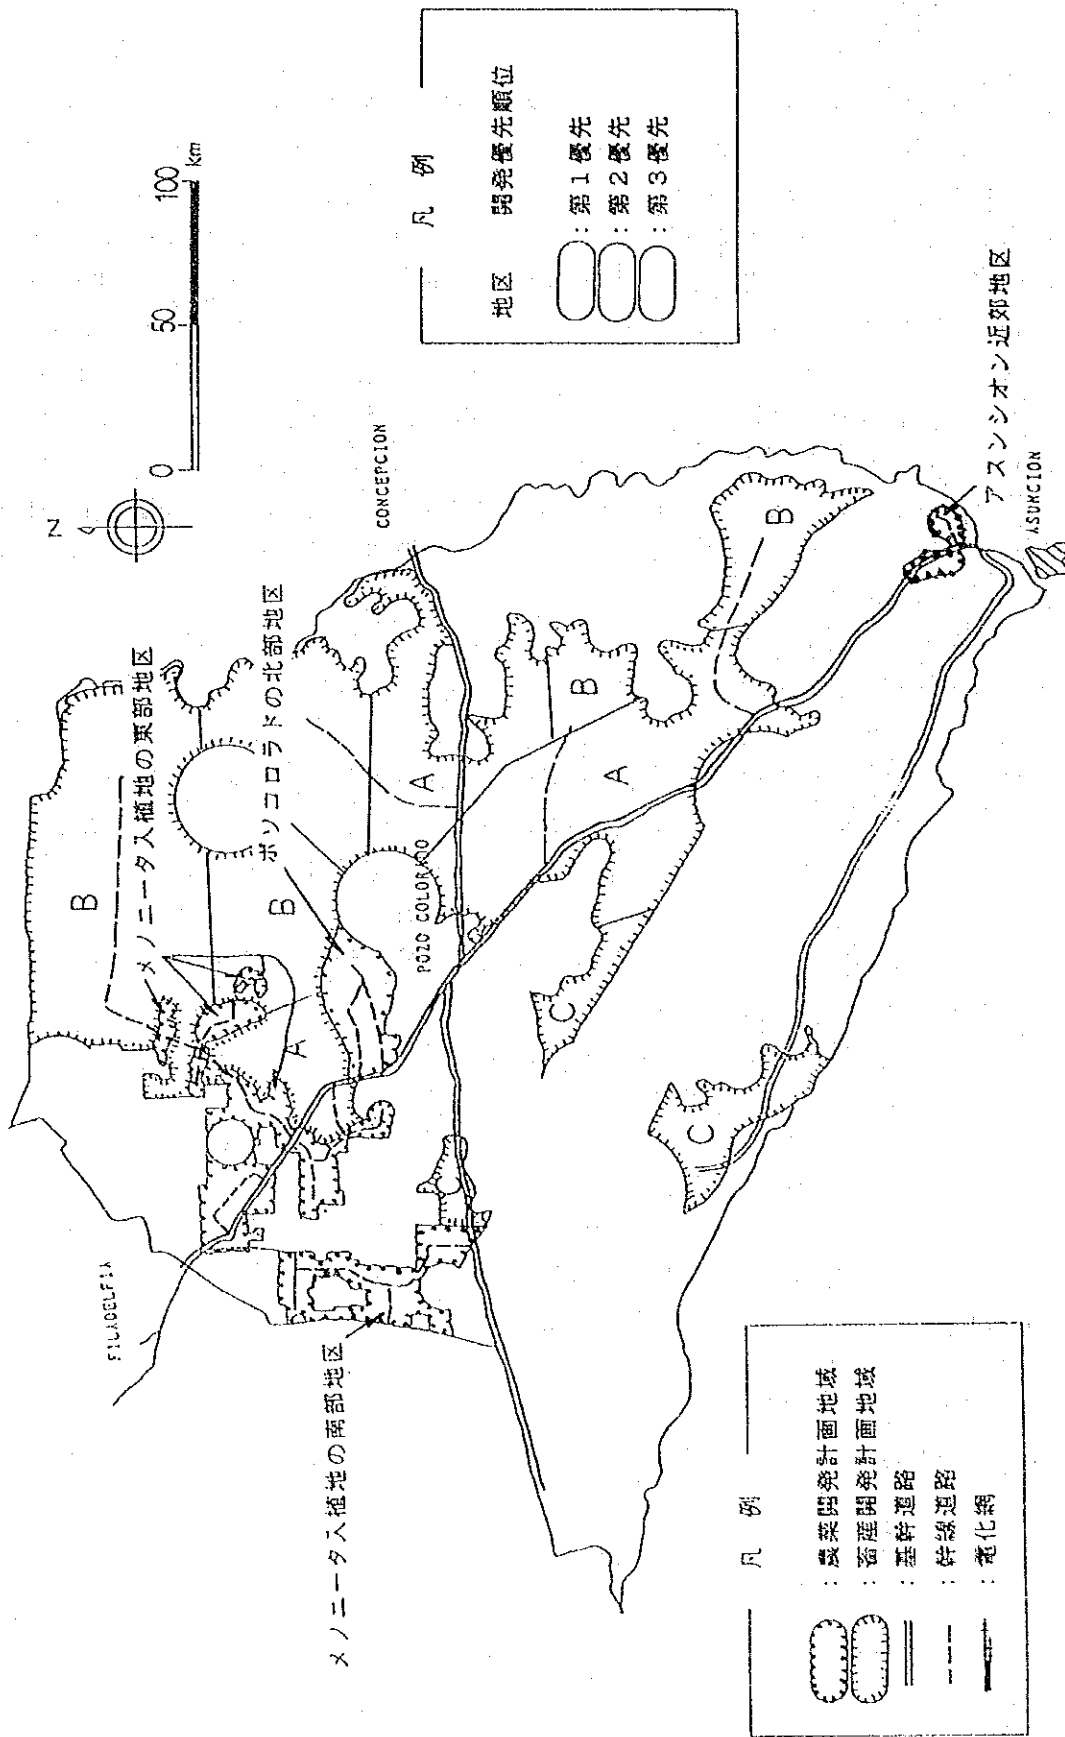 N
0 50 100 km
凡 例
地区 開発優先順位
: 第1優先
: 第2優先
: 第3優先
FILADELFIA
メノニータ入植地の東部地区
ポソコロラドの北部地区
CONCEPCION
B
B
A
POZO COLORADO
A
A
B
B
C
C
メノニータ入植地の南部地区
アスンシオン近郊地区
ASUNCION
凡 例
: 農業開発計画地域
: 畜産開発計画地域
: 基幹道路
: 幹線道路
: 電化網